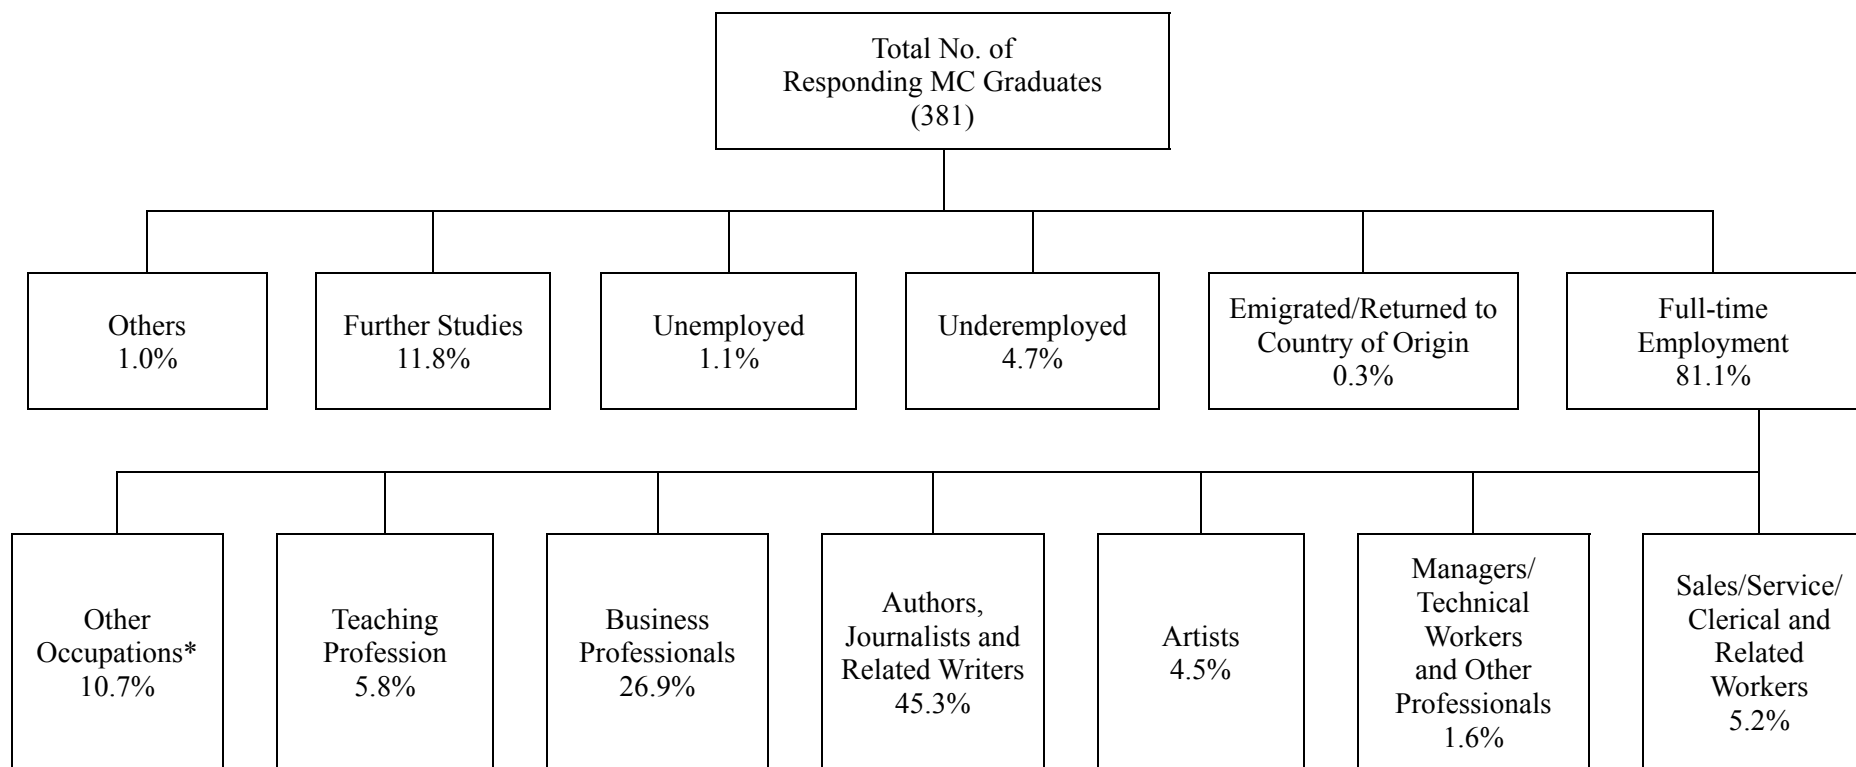 Total No. of
Responding MC Graduates
(381)
Others
1.0%
Further Studies
11.8%
Unemployed
1.1%
Underemployed
4.7%
Emigrated/Returned to
Country of Origin
0.3%
Full-time
Employment
81.1%
Other
Occupations*
10.7%
Teaching
Profession
5.8%
Business
Professionals
26.9%
Authors,
Journalists and
Related Writers
45.3%
Artists
4.5%
Managers/
Technical
Workers
and Other
Professionals
1.6%
Sales/Service/
Clerical and
Related
Workers
5.2%